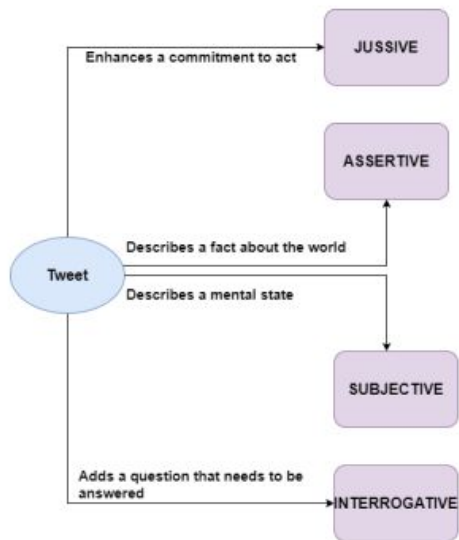 JUSSIVE
Enhances a commitment to act
ASSERTIVE
Describes a fact about the world
Tweet
Describes a mental state
SUBJECTIVE
Adds a question that needs to be
answered
INTERROGATIVE